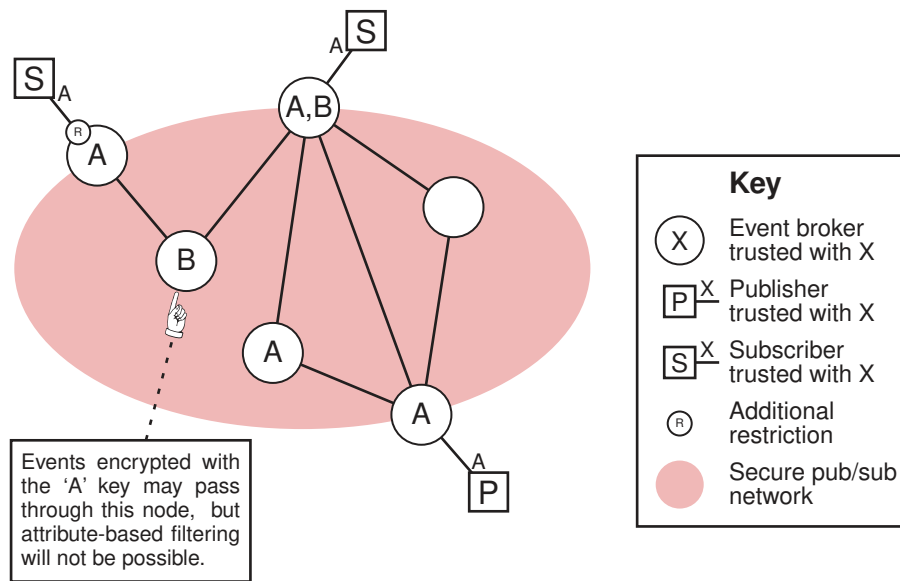 S
A
S
A
R
A
A,B
B
A
A
A
P
Events encrypted with
the ‘A’ key may pass
through this node, but
attribute-based filtering
will not be possible.
Key
X
Event broker
trusted with X
P
X
Publisher
trusted with X
S
X
Subscriber
trusted with X
R
Additional
restriction
Secure pub/sub
network